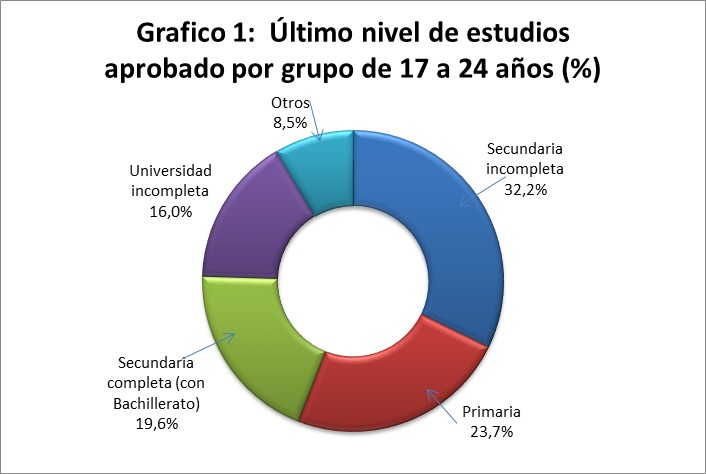 Grafico 1:  Último nivel de estudios
aprobado por grupo de 17 a 24 años (%)
Otros
8,5%
Secundaria
incompleta
32,2%
Universidad
incompleta
16,0%
Secundaria
completa (con
Bachillerato)
19,6%
Primaria
23,7%